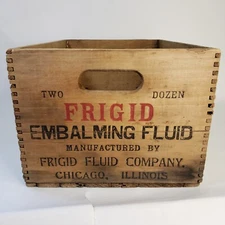 TWO DOZEN
FRIGID
EMBALMING FLUID
MANUFACTURED BY
FRIGID FLUID COMPANY,
CHICAGO, ILLINOIS